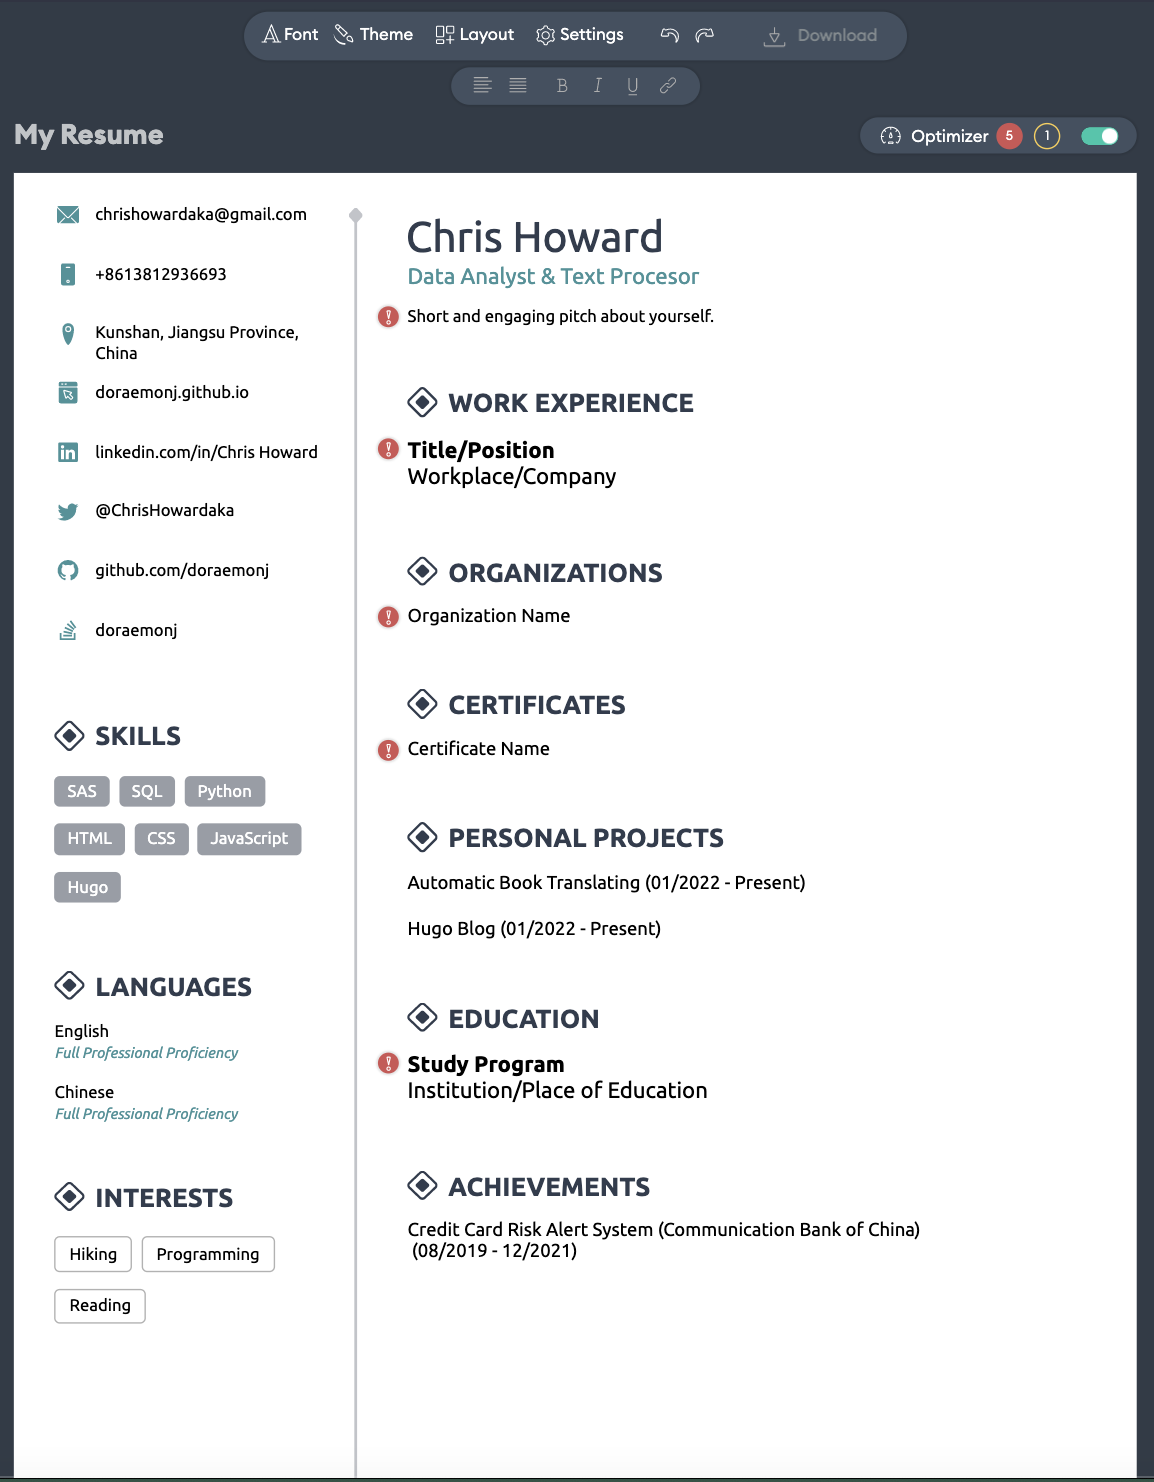 Font Theme Layout Settings Download
B I U
My Resume
Optimizer 5 1
chrishowardaka@gmail.com
+8613812936693
Kunshan, Jiangsu Province,
China
doraemonj.github.io
linkedin.com/in/Chris Howard
@ChrisHowardaka
github.com/doraemonj
doraemonj
SKILLS
SAS SQL Python
HTML CSS JavaScript
Hugo
LANGUAGES
English
Full Professional Proficiency
Chinese
Full Professional Proficiency
INTERESTS
Hiking Programming
Reading
Chris Howard
Data Analyst & Text Procesor
Short and engaging pitch about yourself.
WORK EXPERIENCE
Title/Position
Workplace/Company
ORGANIZATIONS
Organization Name
CERTIFICATES
Certificate Name
PERSONAL PROJECTS
Automatic Book Translating (01/2022 - Present)
Hugo Blog (01/2022 - Present)
EDUCATION
Study Program
Institution/Place of Education
ACHIEVEMENTS
Credit Card Risk Alert System (Communication Bank of China)
(08/2019 - 12/2021)